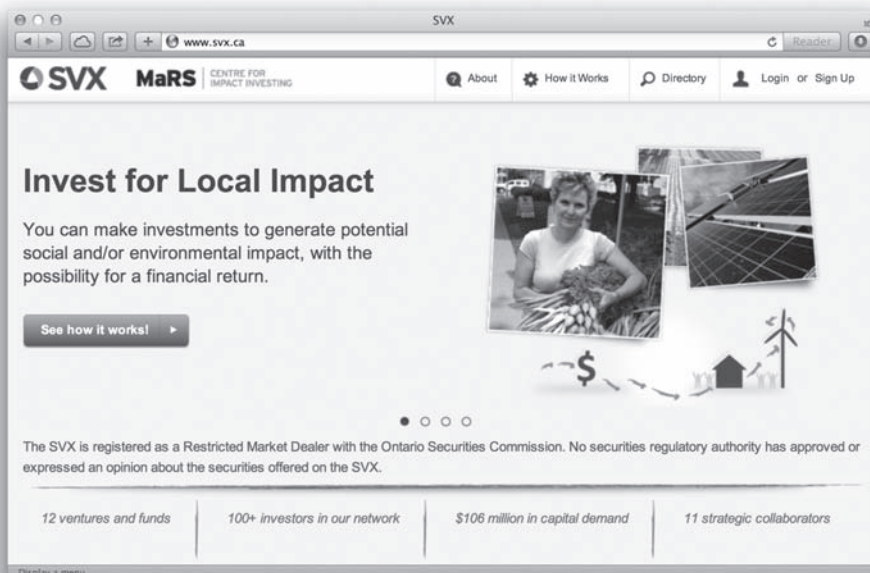 SVX
www.svx.ca
Reader
SVX
MaRS
CENTRE FOR
IMPACT INVESTING
About
How it Works
Directory
Login or Sign Up
Invest for Local Impact
You can make investments to generate potential
social and/or environmental impact, with the
possibility for a financial return.
See how it works!
$
The SVX is registered as a Restricted Market Dealer with the Ontario Securities Commission. No securities regulatory authority has approved or
expressed an opinion about the securities offered on the SVX.
12 ventures and funds
100+ investors in our network
$106 million in capital demand
11 strategic collaborators
Display a menu